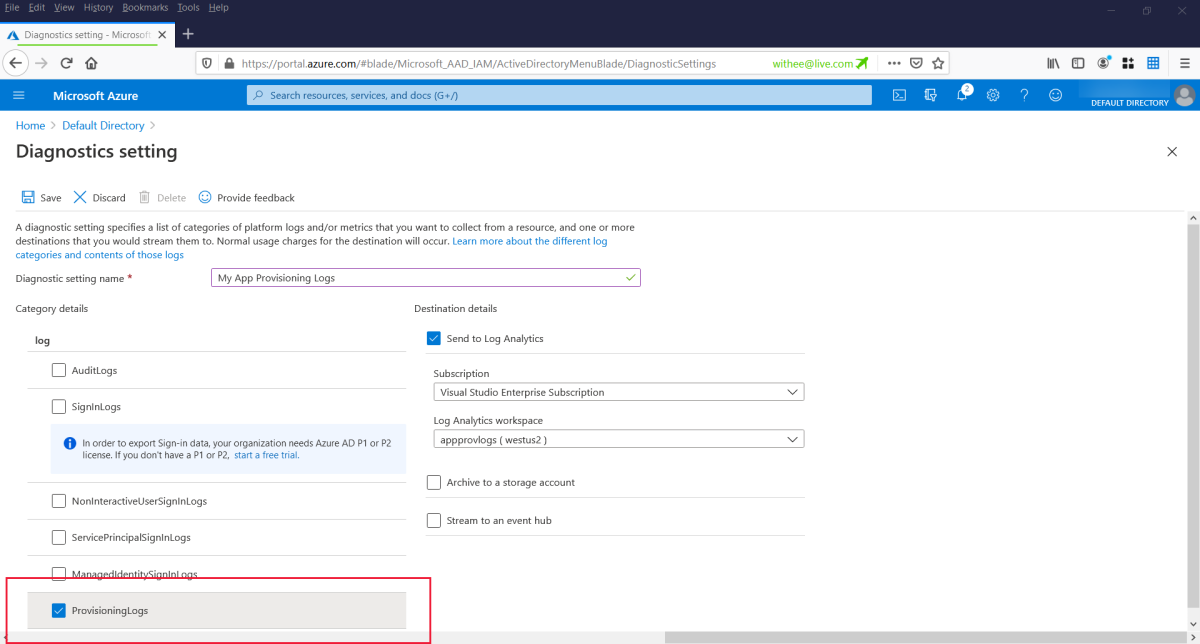 File Edit View History Bookmarks Tools Help
Diagnostics setting - Microsoft
https://portal.azure.com/#blade/Microsoft_AAD_IAM/ActiveDirectoryMenuBlade/DiagnosticSettings withee@live.com
Microsoft Azure Search resources, services, and docs (G+/) 2 DEFAULT DIRECTORY
Home > Default Directory >
Diagnostics setting
Save Discard Delete Provide feedback
A diagnostic setting specifies a list of categories of platform logs and/or metrics that you want to collect from a resource, and one or more
destinations that you would stream them to. Normal usage charges for the destination will occur. Learn more about the different log
categories and contents of those logs
Diagnostic setting name * My App Provisioning Logs
Category details
log
AuditLogs
SignInLogs
In order to export Sign-in data, your organization needs Azure AD P1 or P2
license. If you don't have a P1 or P2, start a free trial.
NonInteractiveUserSignInLogs
ServicePrincipalSignInLogs
ManagedIdentitySignInLogs
ProvisioningLogs
Destination details
Send to Log Analytics
Subscription
Visual Studio Enterprise Subscription
Log Analytics workspace
appprovlogs ( westus2 )
Archive to a storage account
Stream to an event hub